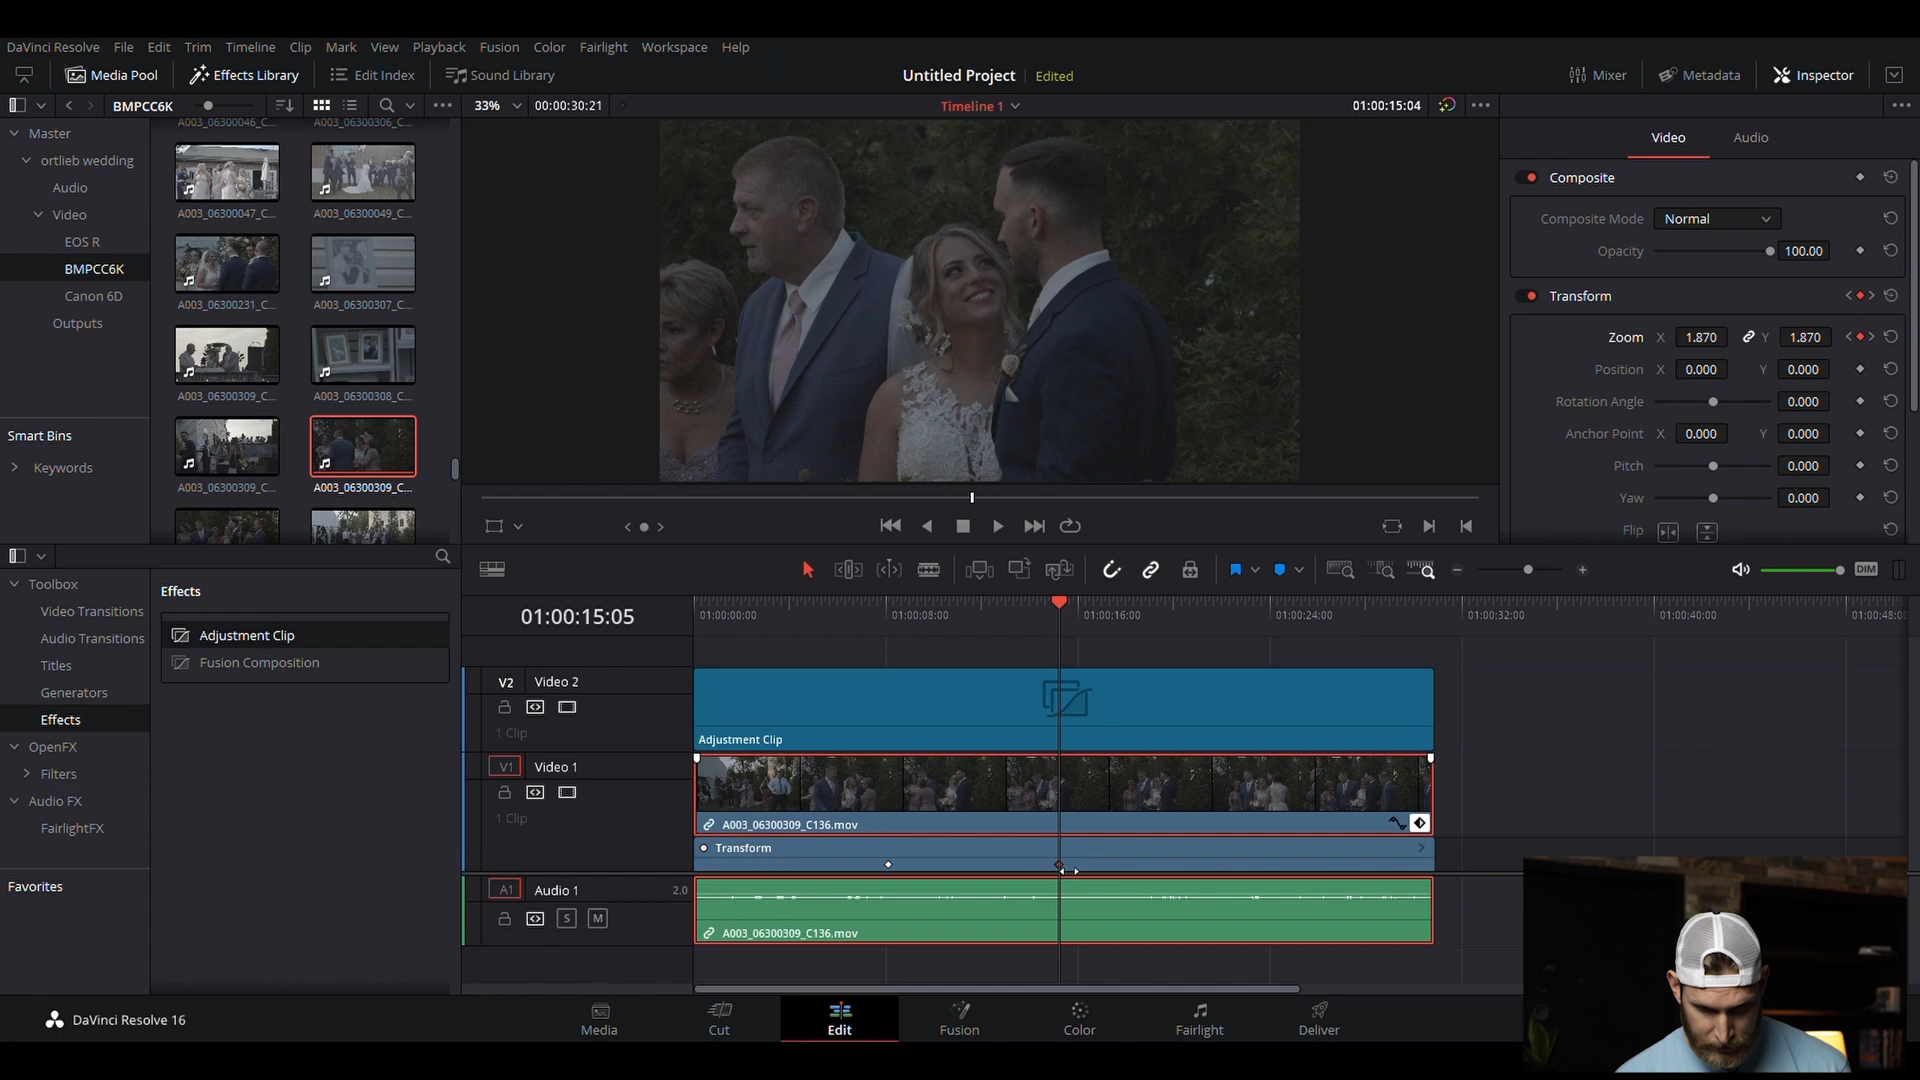 DaVinci Resolve File Edit Trim Timeline Clip Mark View Playback Fusion Color Fairlight Workspace Help
Media Pool Effects Library Edit Index Sound Library Untitled Project Edited Mixer Metadata Inspector
BMPCC6K 33% 00:00:30:21 Timeline 1 01:00:15:04
Master
ortlieb wedding
Audio
Video
EOS R
BMPCC6K
Canon 6D
Outputs
Smart Bins
Keywords
A003_06300046_C... A003_06300306_C...
A003_06300047_C... A003_06300049_C...
A003_06300231_C... A003_06300307_C...
A003_06300309_C... A003_06300308_C...
A003_06300309_C... A003_06300309_C...
Video Audio
Composite
Composite Mode Normal
Opacity 100.00
Transform
Zoom X 1.870 Y 1.870
Position X 0.000 Y 0.000
Rotation Angle 0.000
Anchor Point X 0.000 Y 0.000
Pitch 0.000
Yaw 0.000
Flip
DIM
Toolbox
Video Transitions
Audio Transitions
Titles
Generators
Effects
OpenFX
Filters
Audio FX
FairlightFX
Favorites
Effects
Adjustment Clip
Fusion Composition
01:00:15:05
01:00:00:00 01:00:08:00 01:00:16:00 01:00:24:00 01:00:32:00 01:00:40:00 01:00:48:0
V2 Video 2
1 Clip
Adjustment Clip
V1 Video 1
1 Clip
A003_06300309_C136.mov
Transform
A1 Audio 1 2.0
S M
A003_06300309_C136.mov
DaVinci Resolve 16
Media Cut Edit Fusion Color Fairlight Deliver